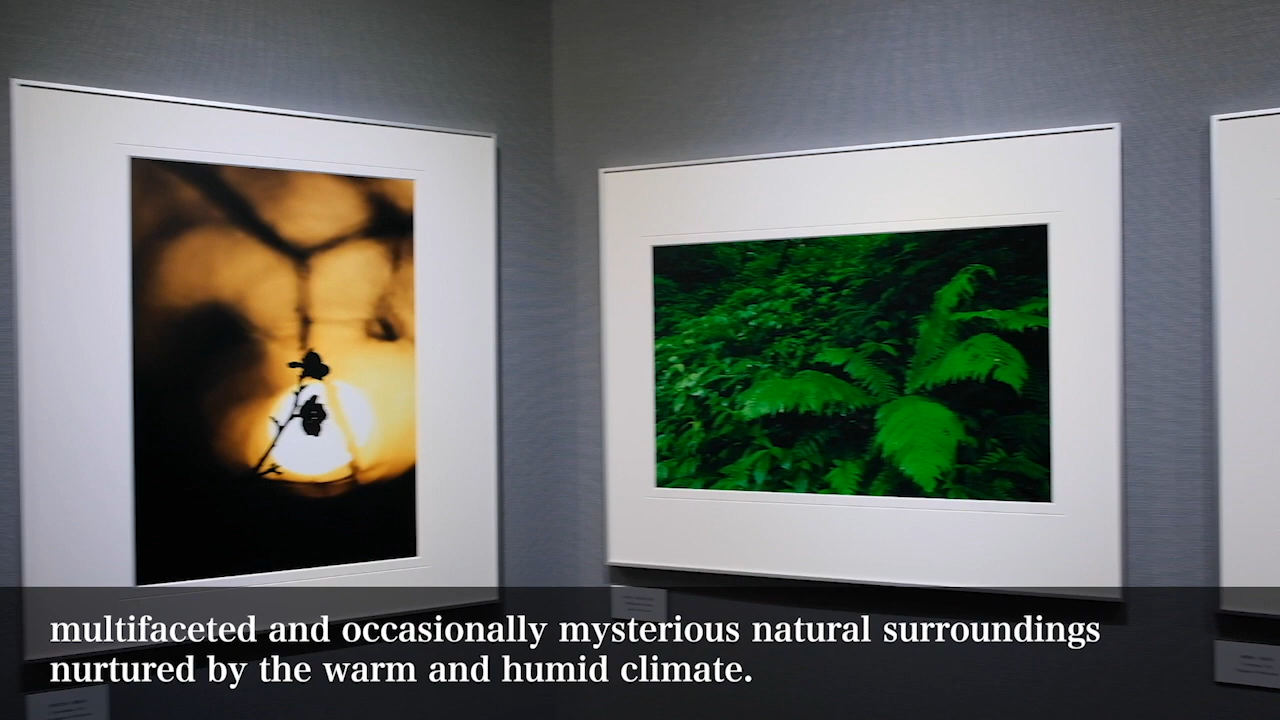 multifaceted and occasionally mysterious natural surroundings
nurtured by the warm and humid climate.